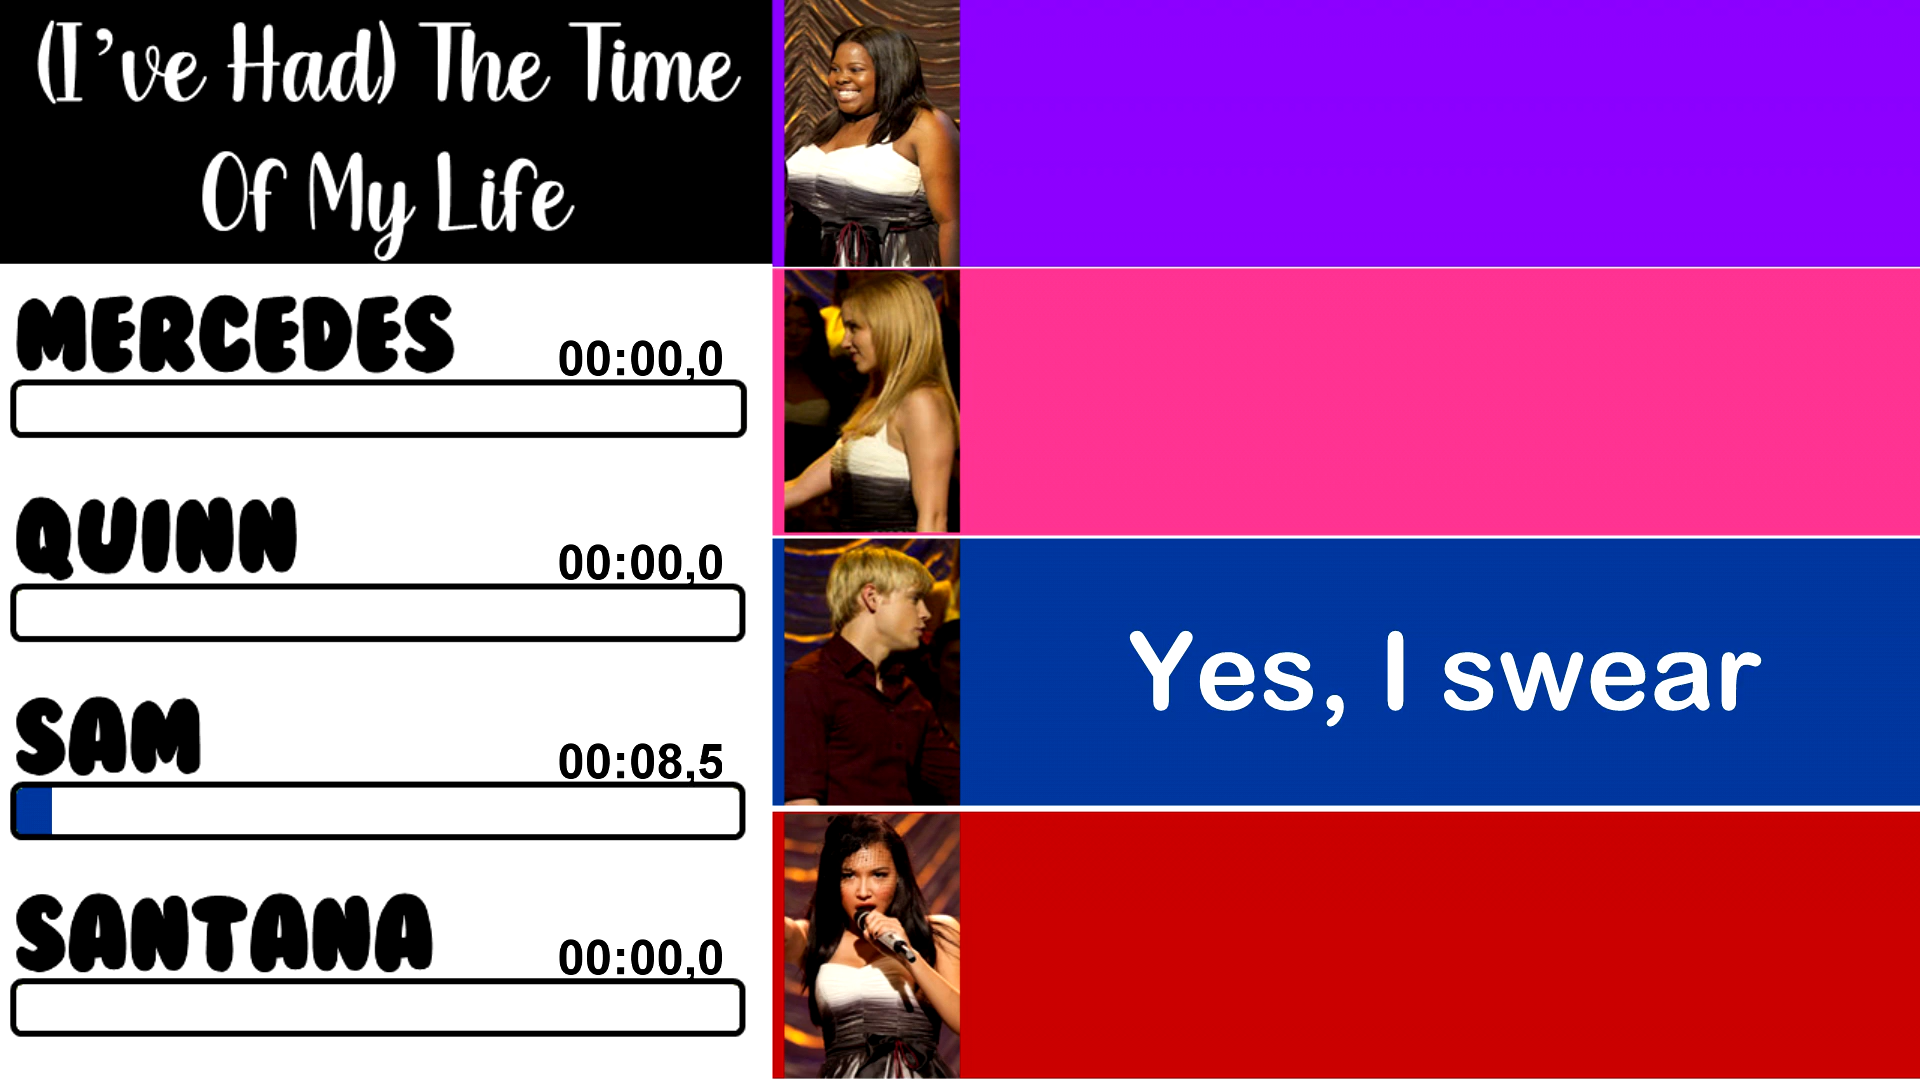 (I’ve Had) The Time
Of My Life
MERCEDES
00:00,0
QUINN
00:00,0
SAM
00:08,5
Yes, I swear
SANTANA
00:00,0